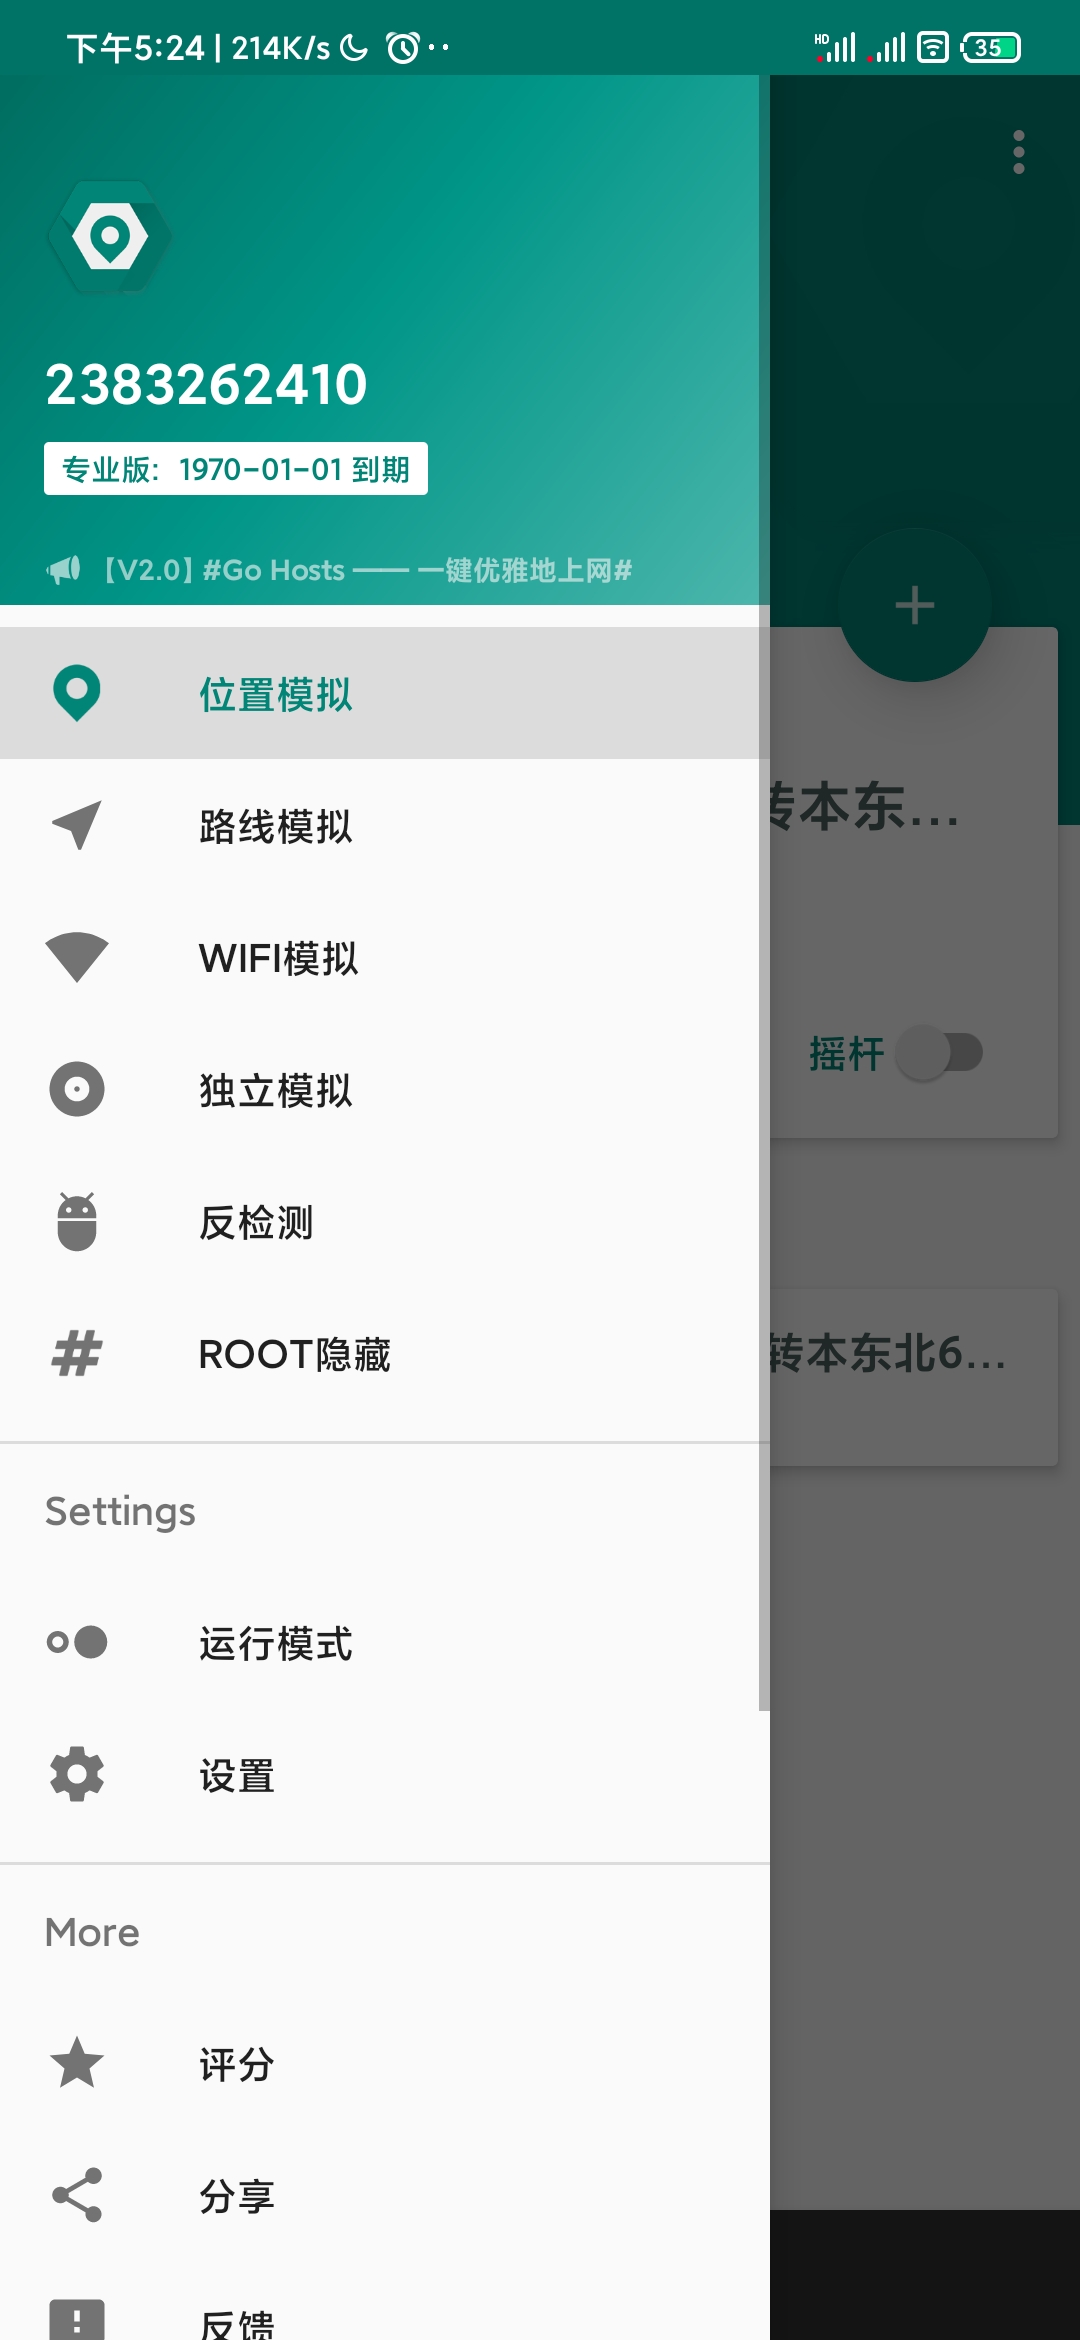 下午5:24 | 214K/s
HD
35
2383262410
专业版：1970-01-01 到期
【V2.0】#Go Hosts —— 一键优雅地上网#
位置模拟
转本东...
路线模拟
WIFI模拟
摇杆
独立模拟
反检测
ROOT隐藏
转本东北6...
Settings
运行模式
设置
More
评分
分享
反馈